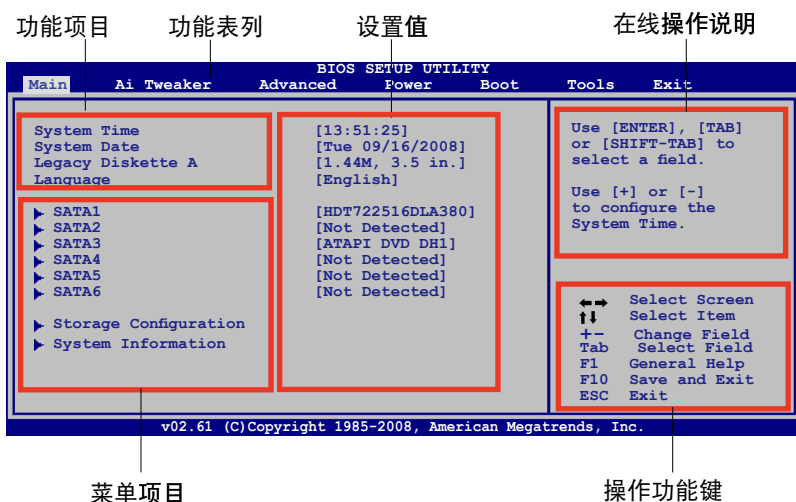 功能项目 功能表列 设置值 在线操作说明
BIOS SETUP UTILITY
Main Ai Tweaker Advanced Power Boot Tools Exit
System Time [13:51:25]
System Date [Tue 09/16/2008]
Legacy Diskette A [1.44M, 3.5 in.]
Language [English]
SATA1 [HDT722516DLA380]
SATA2 [Not Detected]
SATA3 [ATAPI DVD DH1]
SATA4 [Not Detected]
SATA5 [Not Detected]
SATA6 [Not Detected]
Storage Configuration
System Information
Use [ENTER], [TAB]
or [SHIFT-TAB] to
select a field.
Use [+] or [-]
to configure the
System Time.
←→ Select Screen
↑↓ Select Item
+- Change Field
Tab Select Field
F1 General Help
F10 Save and Exit
ESC Exit
v02.61 (C)Copyright 1985-2008, American Megatrends, Inc.
菜单项目 操作功能键